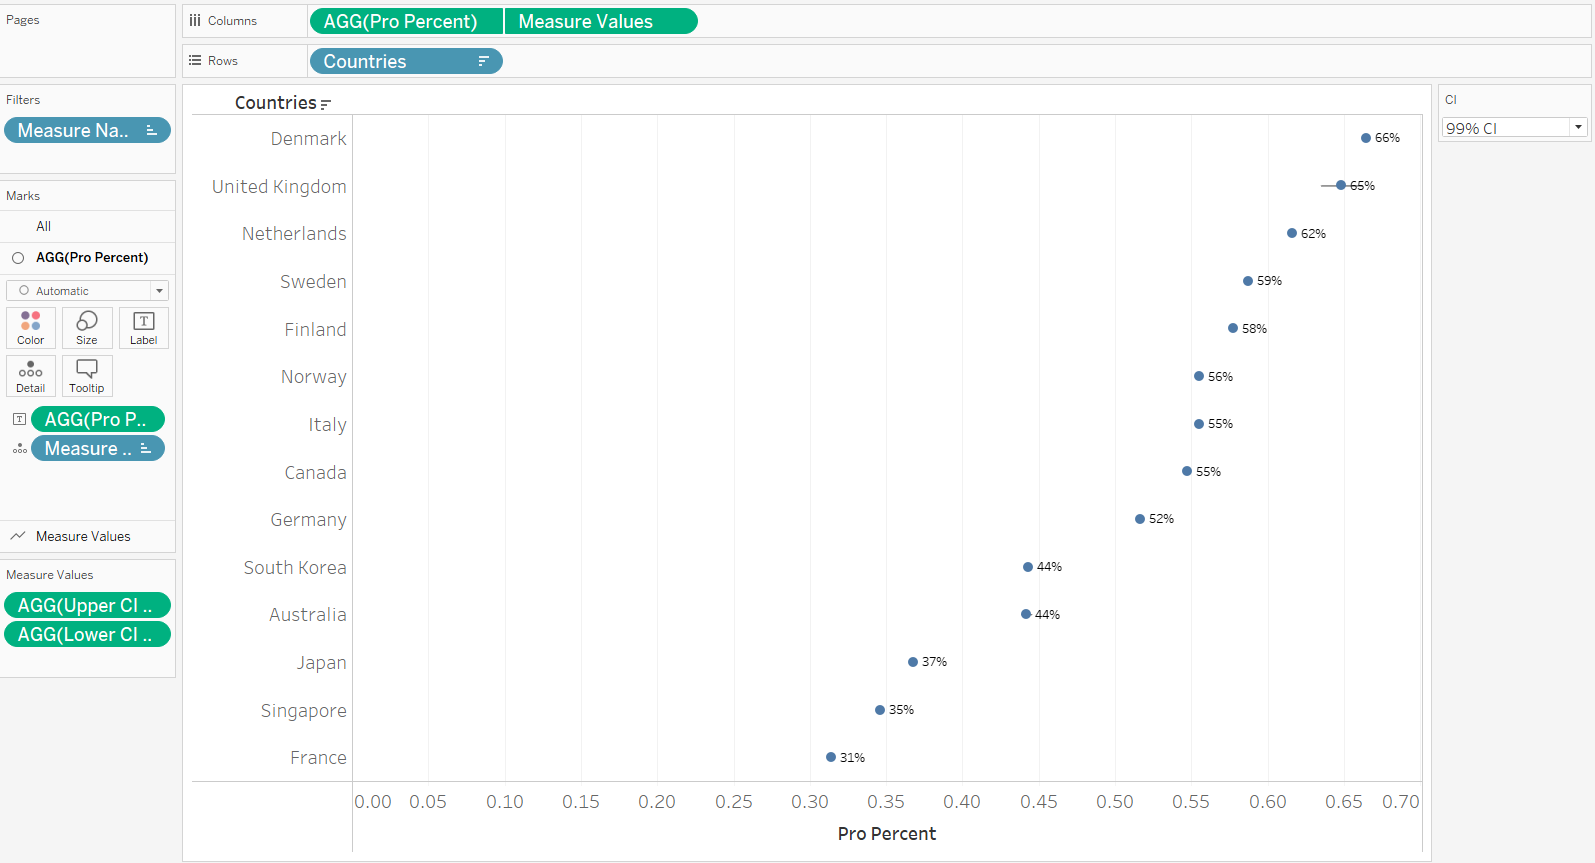 Pages
Columns
AGG(Pro Percent)
Measure Values
Rows
Countries
Filters
Measure Na..
Marks
All
AGG(Pro Percent)
Automatic
Color
Size
T
Label
Detail
Tooltip
T
AGG(Pro P..
Measure ..
Measure Values
Measure Values
AGG(Upper CI ..
AGG(Lower CI ..
Countries
Denmark 66%
United Kingdom 65%
Netherlands 62%
Sweden 59%
Finland 58%
Norway 56%
Italy 55%
Canada 55%
Germany 52%
South Korea 44%
Australia 44%
Japan 37%
Singapore 35%
France 31%
0.00 0.05 0.10 0.15 0.20 0.25 0.30 0.35 0.40 0.45 0.50 0.55 0.60 0.65 0.70
Pro Percent
CI
99% CI